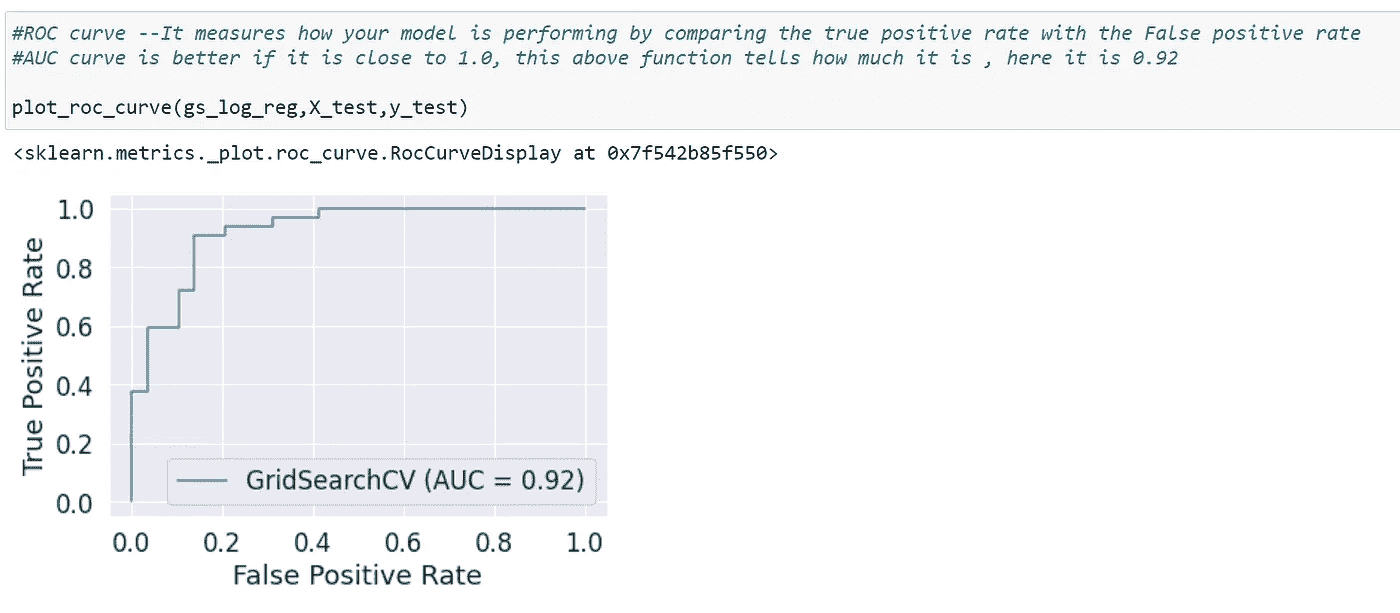 #ROC curve --It measures how your model is performing by comparing the true positive rate with the False positive rate
#AUC curve is better if it is close to 1.0, this above function tells how much it is , here it is 0.92
plot_roc_curve(gs_log_reg,X_test,y_test)
<sklearn.metrics._plot.roc_curve.RocCurveDisplay at 0x7f542b85f550>
True Positive Rate
1.0
0.8
0.6
0.4
0.2
0.0
GridSearchCV (AUC = 0.92)
0.0 0.2 0.4 0.6 0.8 1.0
False Positive Rate